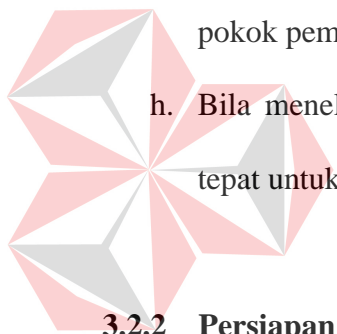 pokok pem
h. Bila menel
tepat untuk
3.2.2 Persiapan